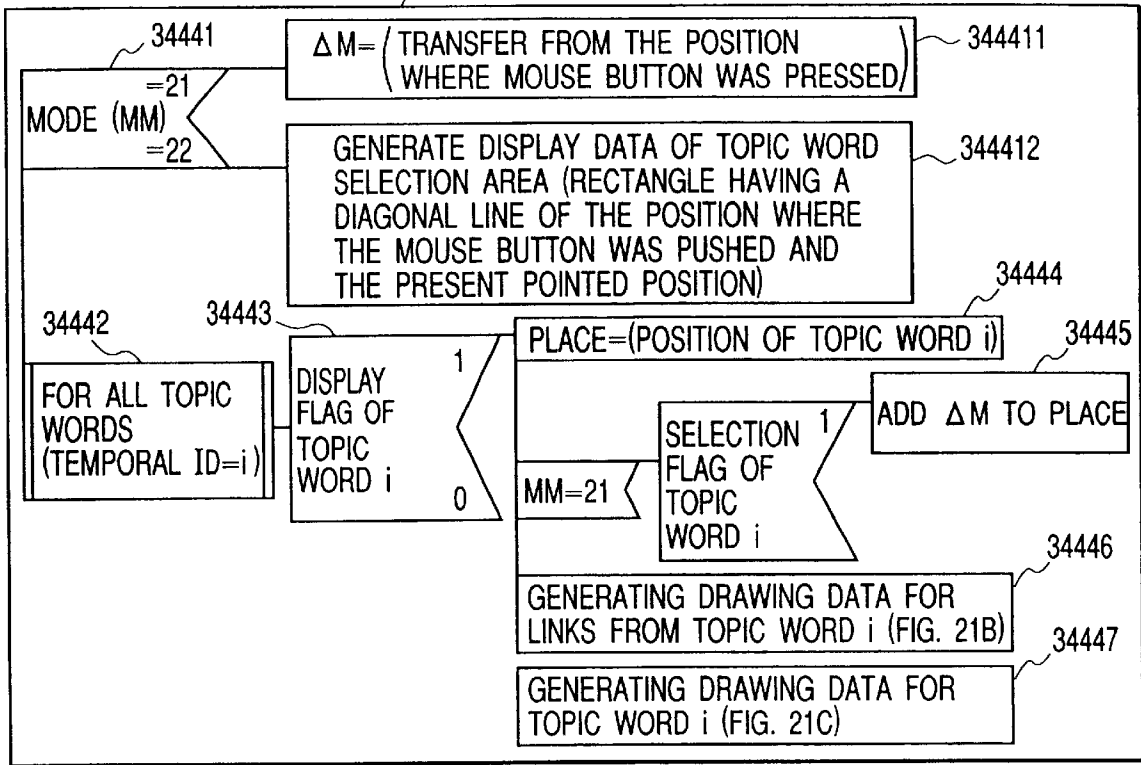 34441
=21
MODE (MM)
=22
ΔM=(TRANSFER FROM THE POSITION
WHERE MOUSE BUTTON WAS PRESSED)
344411
GENERATE DISPLAY DATA OF TOPIC WORD
SELECTION AREA (RECTANGLE HAVING A
DIAGONAL LINE OF THE POSITION WHERE
THE MOUSE BUTTON WAS PUSHED AND
THE PRESENT POINTED POSITION)
344412
34442
FOR ALL TOPIC
WORDS
(TEMPORAL ID=i)
34443
1
DISPLAY
FLAG OF
TOPIC
WORD i
0
34444
PLACE=(POSITION OF TOPIC WORD i)
MM=21
SELECTION 1
FLAG OF
TOPIC
WORD i
34445
ADD ΔM TO PLACE
34446
GENERATING DRAWING DATA FOR
LINKS FROM TOPIC WORD i (FIG. 21B)
34447
GENERATING DRAWING DATA FOR
TOPIC WORD i (FIG. 21C)